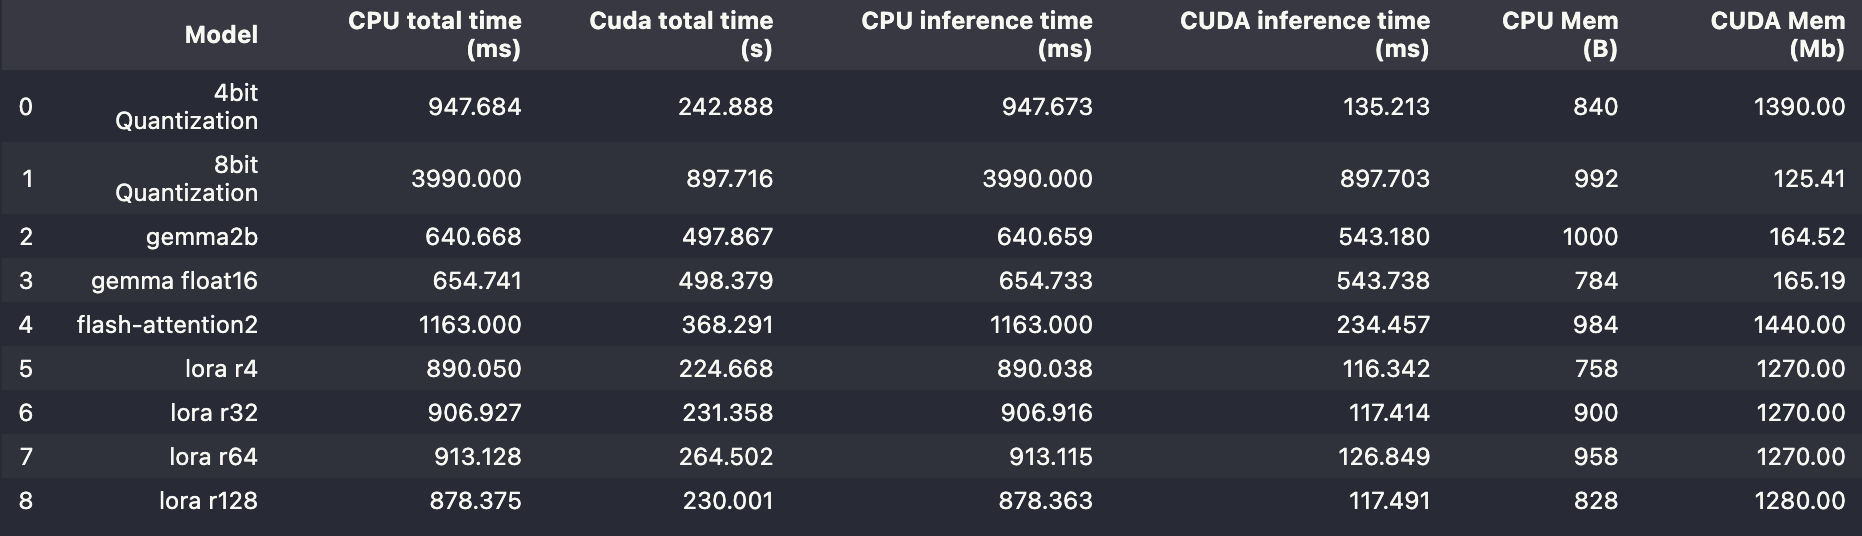 Model CPU total time (ms) Cuda total time (s) CPU inference time (ms) CUDA inference time (ms) CPU Mem (B) CUDA Mem (Mb)
0 4bit Quantization 947.684 242.888 947.673 135.213 840 1390.00
1 8bit Quantization 3990.000 897.716 3990.000 897.703 992 125.41
2 gemma2b 640.668 497.867 640.659 543.180 1000 164.52
3 gemma float16 654.741 498.379 654.733 543.738 784 165.19
4 flash-attention2 1163.000 368.291 1163.000 234.457 984 1440.00
5 lora r4 890.050 224.668 890.038 116.342 758 1270.00
6 lora r32 906.927 231.358 906.916 117.414 900 1270.00
7 lora r64 913.128 264.502 913.115 126.849 958 1270.00
8 lora r128 878.375 230.001 878.363 117.491 828 1280.00